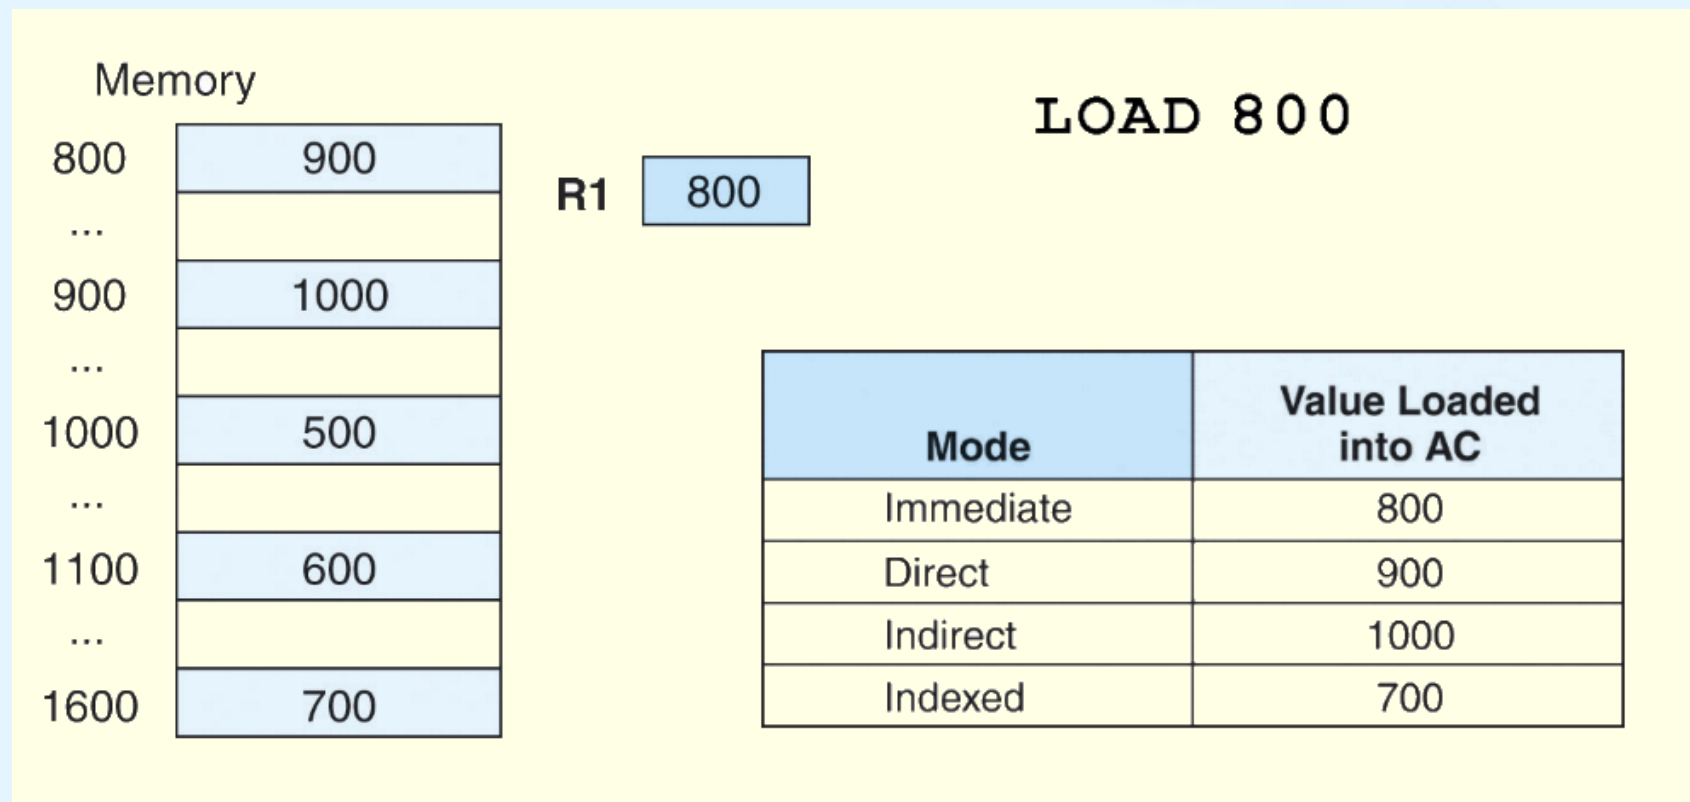 Memory
LOAD 800
800 900
R1 800
...
900 1000
...
1000 500
...
1100 600
...
1600 700
Mode Value Loaded into AC
Immediate 800
Direct 900
Indirect 1000
Indexed 700